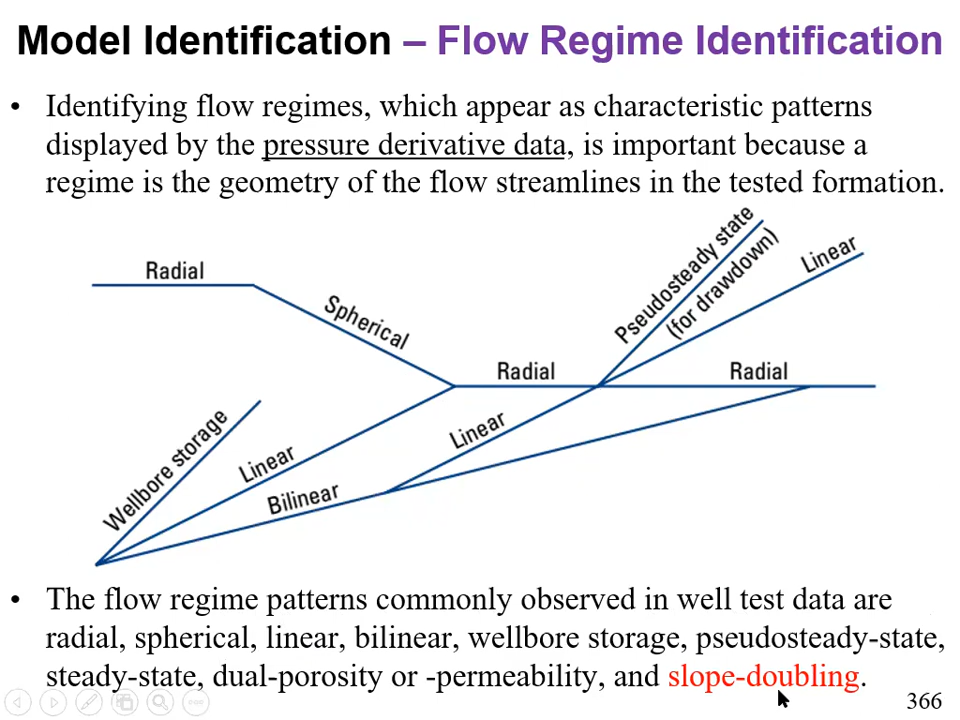 Model Identification – Flow Regime Identification
• Identifying flow regimes, which appear as characteristic patterns
displayed by the pressure derivative data, is important because a
regime is the geometry of the flow streamlines in the tested formation.
Radial
Spherical
Pseudosteady state
(for drawdown)
Linear
Radial
Radial
Wellbore storage
Linear
Linear
Bilinear
• The flow regime patterns commonly observed in well test data are
radial, spherical, linear, bilinear, wellbore storage, pseudosteady-state,
steady-state, dual-porosity or -permeability, and slope-doubling.
366